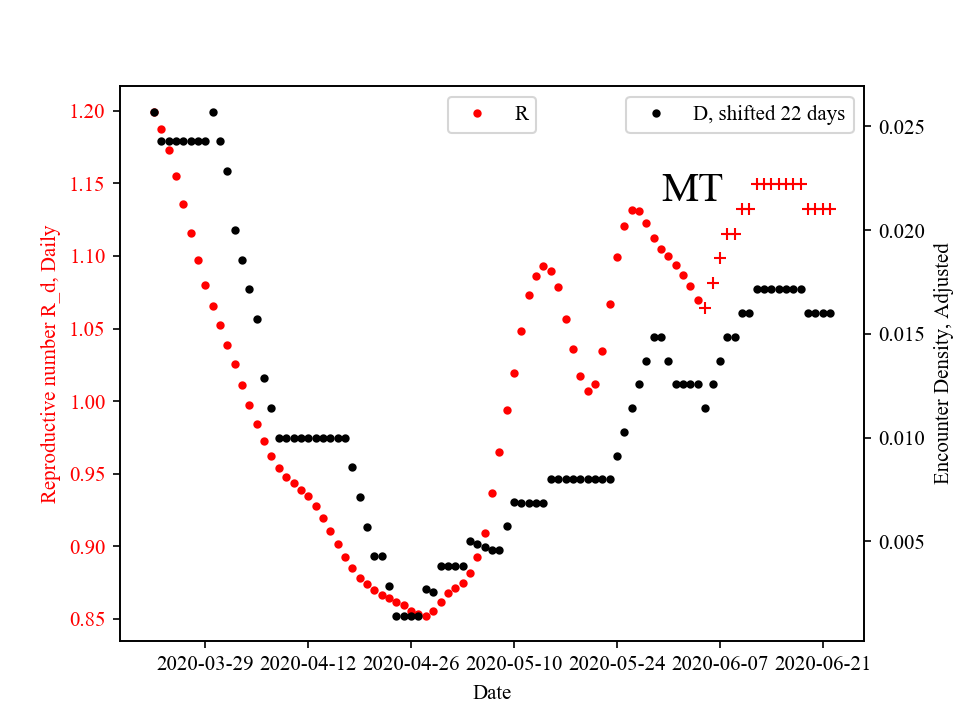 R
D, shifted 22 days
MT
1.20
1.15
1.10
1.05
1.00
0.95
0.90
0.85
Reproductive number R_d, Daily
0.025
0.020
0.015
0.010
0.005
Encounter Density, Adjusted
2020-03-29 2020-04-12 2020-04-26 2020-05-10 2020-05-24 2020-06-07 2020-06-21
Date